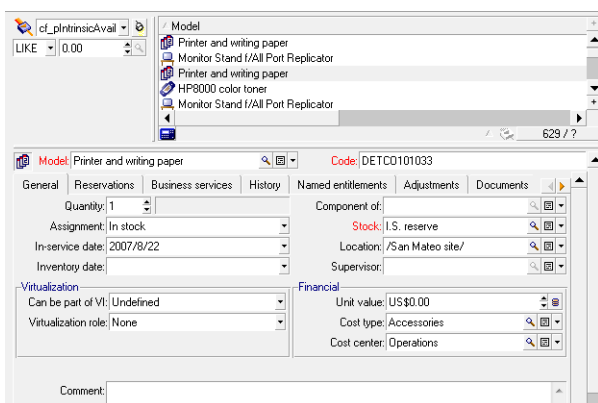 cf_pIntrinsicAvail
LIKE 0.00
Model
Printer and writing paper
Monitor Stand f/All Port Replicator
Printer and writing paper
HP8000 color toner
Monitor Stand f/All Port Replicator
629 / ?
Model: Printer and writing paper Code: DETC0101033
General Reservations Business services History Named entitlements Adjustments Documents
Quantity: 1 Component of:
Assignment: In stock Stock: I.S. reserve
In-service date: 2007/8/22 Location: /San Mateo site/
Inventory date: Supervisor:
Virtualization Financial
Can be part of VI: Undefined Unit value: US$0.00
Virtualization role: None Cost type: Accessories
Cost center: Operations
Comment: